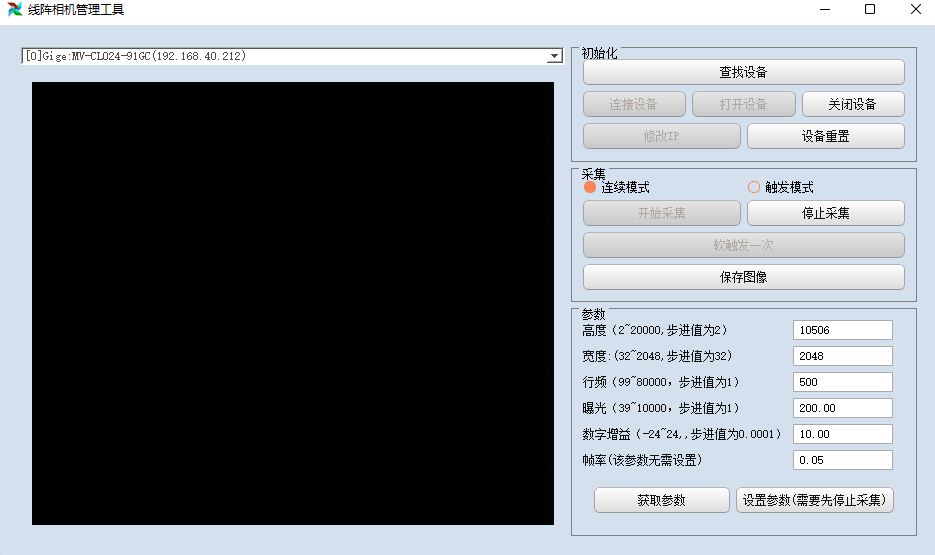 线阵相机管理工具
[0]Gige:MV-CL024-91GC(192.168.40.212)
初始化
查找设备
连接设备 打开设备 关闭设备
修改IP 设备重置
采集
连续模式 触发模式
开始采集 停止采集
软触发一次
保存图像
参数
高度（2~20000,步进值为2） 10506
宽度:(32~2048,步进值为32) 2048
行频（99~80000，步进值为1） 500
曝光（39~10000，步进值为1） 200.00
数字增益（-24~24,,步进值为0.0001） 10.00
帧率(该参数无需设置） 0.05
获取参数 设置参数(需要先停止采集)